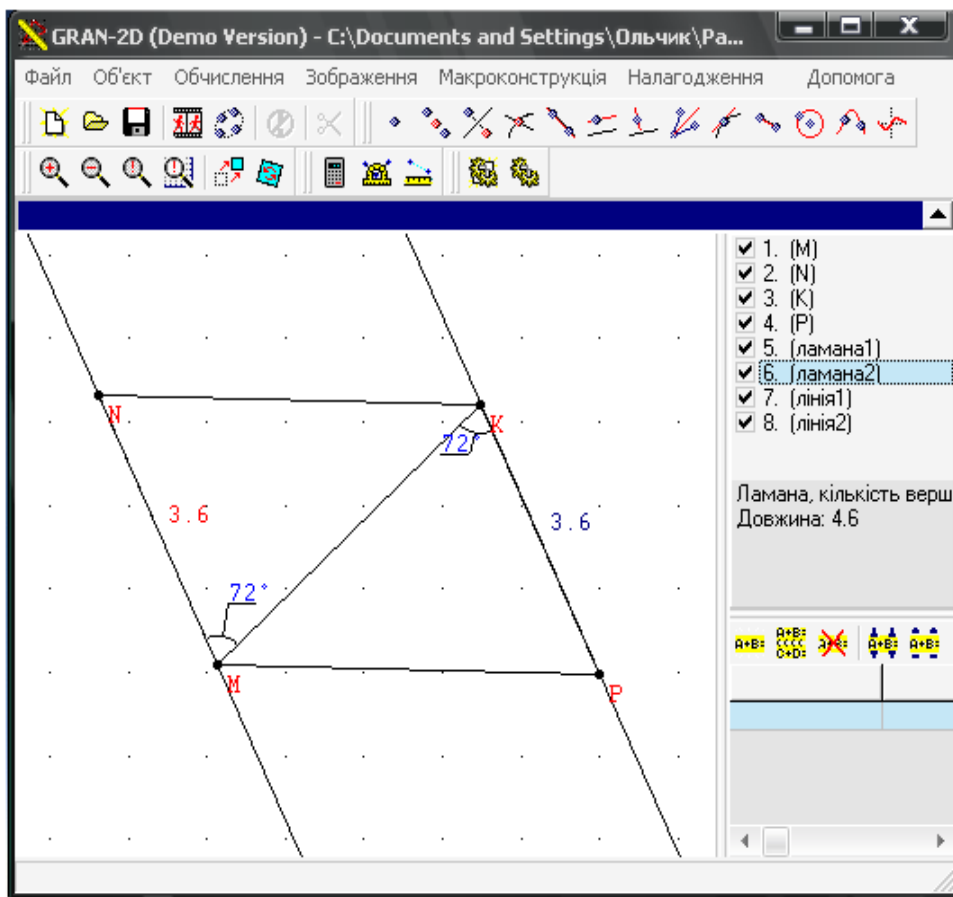 GRAN-2D (Demo Version) - C:\Documents and Settings\Ольчик\Ра...
Файл Об'єкт Обчислення Зображення Макроконструкція Налагодження Допомога
1. (M)
2. (N)
3. (K)
4. (P)
5. (ламана1)
6. (ламана2)
7. (лінія1)
8. (лінія2)
N
K
72°
3.6
3.6
72°
M
P
Ламана, кількість верш
Довжина: 4.6
A+B= A+B= C+D= A+B= A+B= A+B=